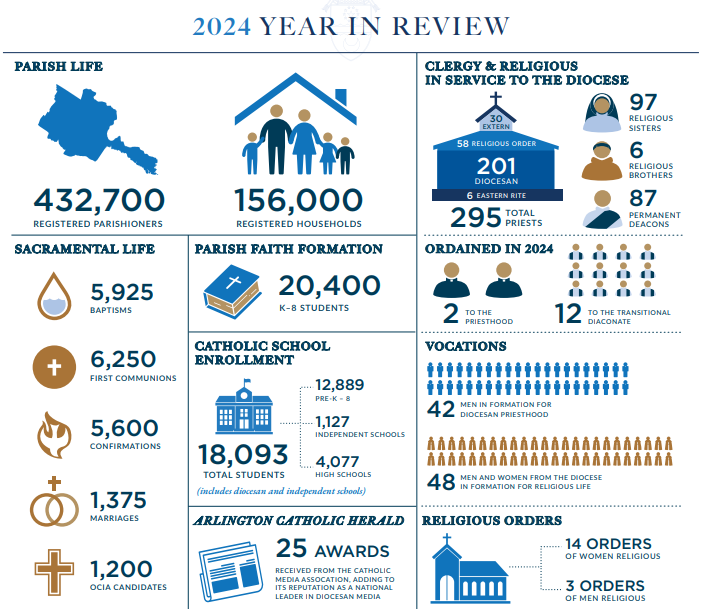 2024 YEAR IN REVIEW
PARISH LIFE
432,700
REGISTERED PARISHIONERS
156,000
REGISTERED HOUSEHOLDS
CLERGY & RELIGIOUS
IN SERVICE TO THE DIOCESE
30
EXTERN
58 RELIGIOUS ORDER
201
DIOCESAN
6 EASTERN RITE
295 TOTAL
PRIESTS
97
RELIGIOUS
SISTERS
6
RELIGIOUS
BROTHERS
87
PERMANENT
DEACONS
SACRAMENTAL LIFE
5,925
BAPTISMS
6,250
FIRST COMMUNIONS
5,600
CONFIRMATIONS
1,375
MARRIAGES
1,200
OCIA CANDIDATES
PARISH FAITH FORMATION
20,400
K–8 STUDENTS
CATHOLIC SCHOOL
ENROLLMENT
12,889
PRE-K – 8
1,127
INDEPENDENT SCHOOLS
4,077
HIGH SCHOOLS
18,093
TOTAL STUDENTS
(includes diocesan and independent schools)
ARLINGTON CATHOLIC HERALD
25 AWARDS
RECEIVED FROM THE CATHOLIC
MEDIA ASSOCATION, ADDING TO
ITS REPUTATION AS A NATIONAL
LEADER IN DIOCESAN MEDIA
ORDAINED IN 2024
2 TO THE
PRIESTHOOD
12 TO THE TRANSITIONAL
DIACONATE
VOCATIONS
42 MEN IN FORMATION FOR
DIOCESAN PRIESTHOOD
48 MEN AND WOMEN FROM THE DIOCESE
IN FORMATION FOR RELIGIOUS LIFE
RELIGIOUS ORDERS
14 ORDERS
OF WOMEN RELIGIOUS
3 ORDERS
OF MEN RELIGIOUS